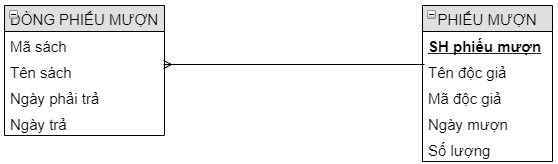 DÒNG PHIẾU MƯỢN
Mã sách
Tên sách
Ngày phải trả
Ngày trả
PHIẾU MƯỢN
SH phiếu mượn
Tên độc giả
Mã độc giả
Ngày mượn
Số lượng